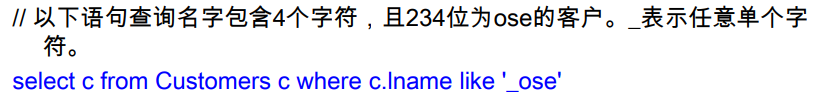 // 以下语句查询名字包含4个字符，且234位为ose的客户。_表示任意单个字
符。
select c from Customers c where c.lname like '_ose'